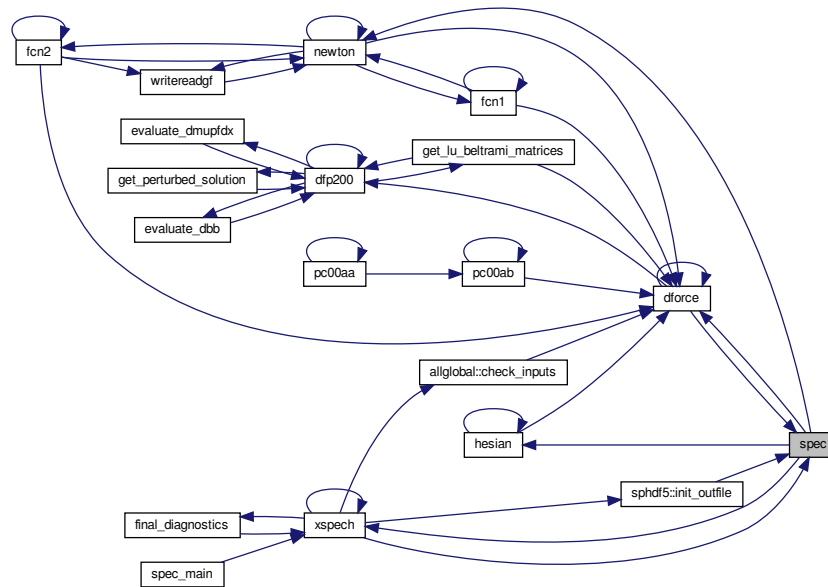 fcn2
newton
writereadgf
fcn1
evaluate_dmupfdx
get_lu_beltrami_matrices
get_perturbed_solution
dfp200
evaluate_dbb
pc00aa
pc00ab
dforce
allglobal::check_inputs
hesian
spec
sphdf5::init_outfile
final_diagnostics
xspech
spec_main